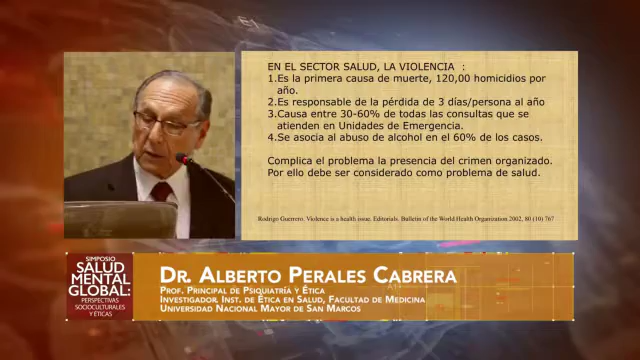 EN EL SECTOR SALUD, LA VIOLENCIA :
1.Es la primera causa de muerte, 120,00 homicidios por
año.
2.Es responsable de la pérdida de 3 días/persona al año
3.Causa entre 30-60% de todas las consultas que se
atienden en Unidades de Emergencia.
4.Se asocia al abuso de alcohol en el 60% de los casos.
Complica el problema la presencia del crimen organizado.
Por ello debe ser considerado como problema de salud.
Rodrigo Guerrero. Violence is a health issue. Editorials. Bulletin of the World Health Organization.2002, 80 (10) 767
SIMPOSIO
SALUD
MENTAL
GLOBAL:
PERSPECTIVAS
SOCIOCULTURALES
Y ÉTICAS
DR. ALBERTO PERALES CABRERA
PROF. PRINCIPAL DE PSIQUIATRÍA Y ÉTICA
INVESTIGADOR. INST. DE ÉTICA EN SALUD, FACULTAD DE MEDICINA
UNIVERSIDAD NACIONAL MAYOR DE SAN MARCOS